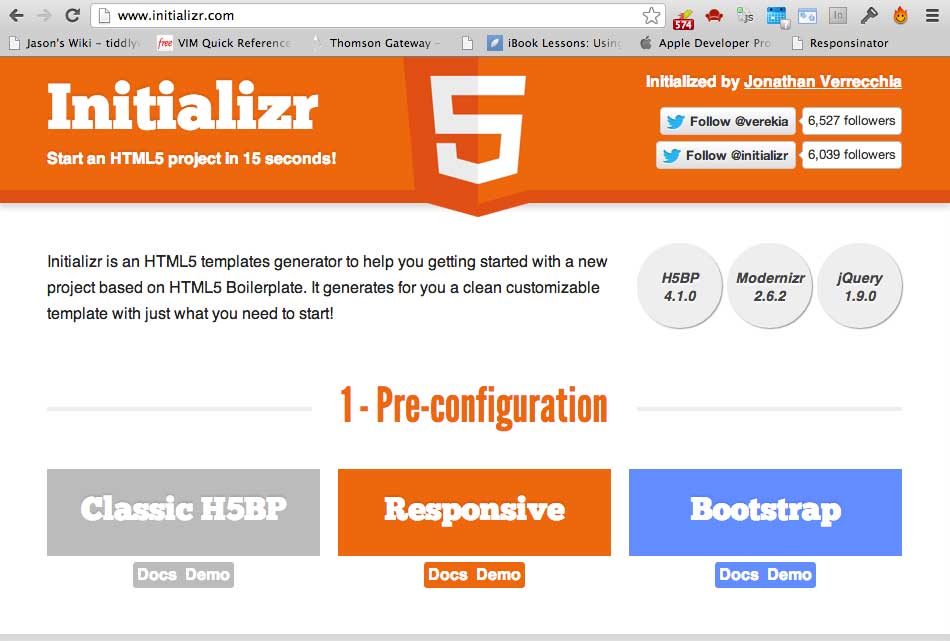 www.initializr.com
574
js
In
Jason's Wiki – tiddly
free VIM Quick Reference
Thomson Gateway –
iBook Lessons: Using
Apple Developer Pro
Responsinator
Initializr
Start an HTML5 project in 15 seconds!
5
Initialized by Jonathan Verrecchia
Follow @verekia 6,527 followers
Follow @initializr 6,039 followers
Initializr is an HTML5 templates generator to help you getting started with a new
project based on HTML5 Boilerplate. It generates for you a clean customizable
template with just what you need to start!
H5BP
4.1.0
Modernizr
2.6.2
jQuery
1.9.0
1 - Pre-configuration
Classic H5BP
Docs Demo
Responsive
Docs Demo
Bootstrap
Docs Demo